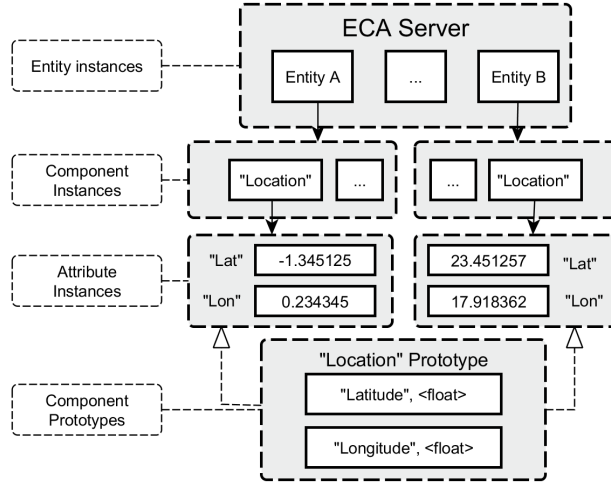 ECA Server
Entity instances
Entity A
...
Entity B
Component
Instances
"Location"
...
...
"Location"
Attribute
Instances
"Lat"
-1.345125
23.451257
"Lat"
"Lon"
0.234345
17.918362
"Lon"
"Location" Prototype
Component
Prototypes
"Latitude", <float>
"Longitude", <float>